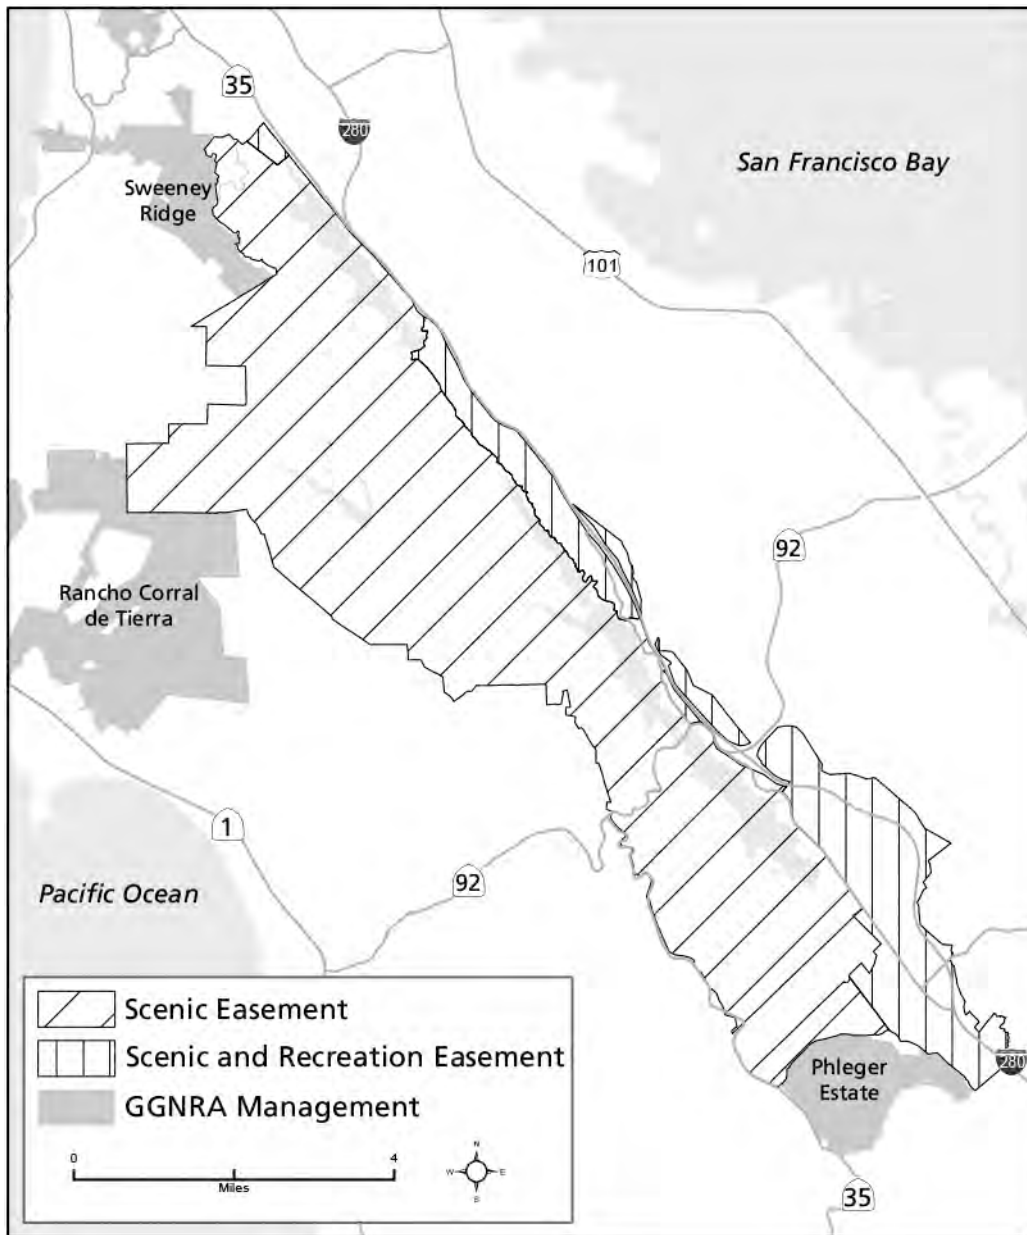 35
280
San Francisco Bay
Sweeney
Ridge
101
92
Rancho Corral
de Tierra
1
92
Pacific Ocean
Scenic Easement
Scenic and Recreation Easement
GGNRA Management
0
4
Miles
N
W
E
S
Phleger
Estate
280
35